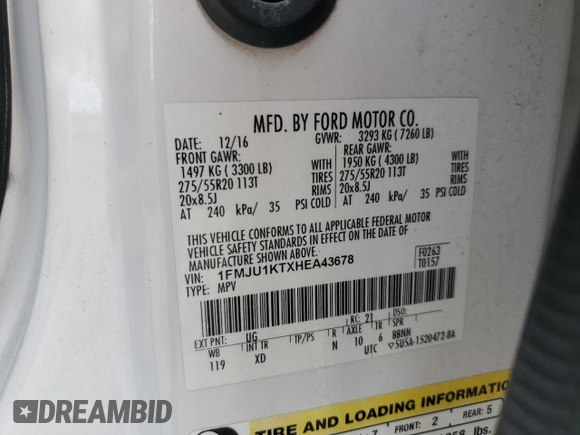 MFD. BY FORD MOTOR CO.
DATE: 12/16 GVWR: 3293 KG ( 7260 LB)
FRONT GAWR: REAR GAWR:
1497 KG ( 3300 LB) WITH 1950 KG ( 4300 LB) WITH
275/55R20 113T TIRES 275/55R20 113T TIRES
20x8.5J RIMS 20x8.5J RIMS
AT 240 kPa/ 35 PSI COLD AT 240 kPa/ 35 PSI COLD
THIS VEHICLE CONFORMS TO ALL APPLICABLE FEDERAL MOTOR
VEHICLE SAFETY STANDARDS IN EFFECT ON THE DATE OF
MANUFACTURE SHOWN ABOVE.
VIN: 1FMJU1KTXHEA43678 F0263
TYPE: MPV T0157
EXT PNT: UG RC: 21 DSO:
WB INT TR TP/PS R AXLE TR SPR
119 XD N 10 6 BBNN
UTC 5U5A-1520472-BA
TIRE AND LOADING INFORMATION
7 FRONT: 2 REAR: 5
lbs.
DREAMBID